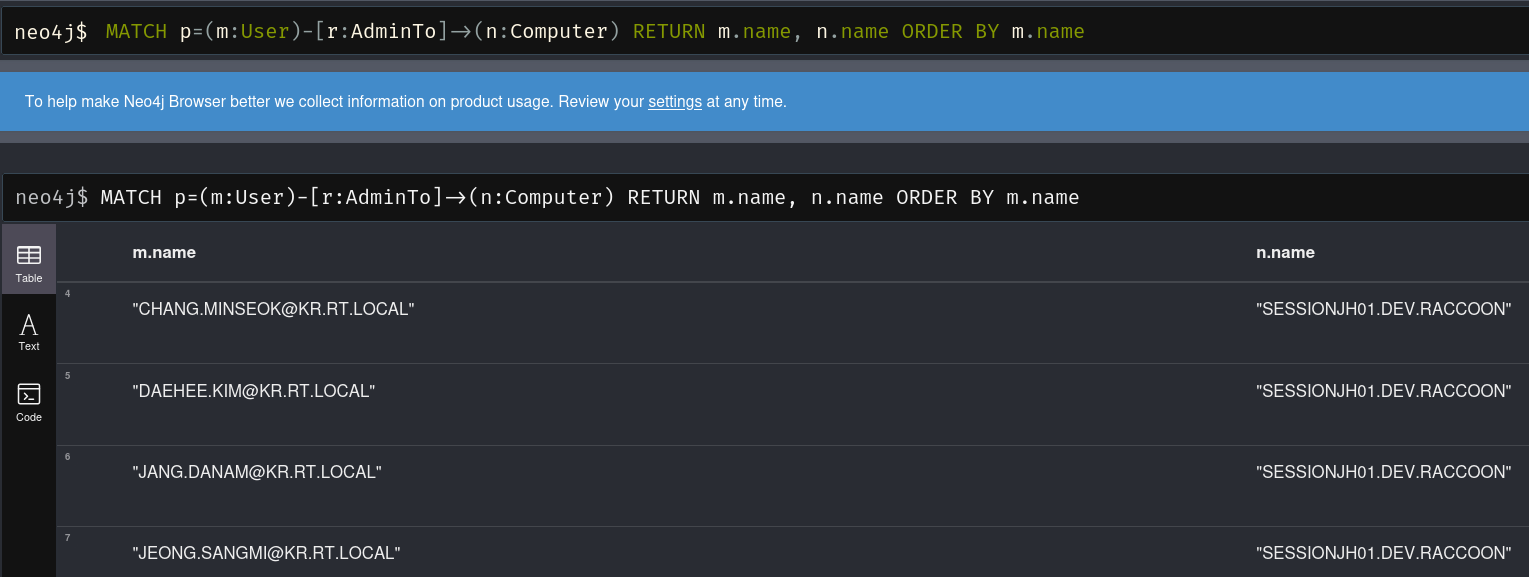 neo4j$ MATCH p=(m:User)-[r:AdminTo]→(n:Computer) RETURN m.name, n.name ORDER BY m.name
To help make Neo4j Browser better we collect information on product usage. Review your settings at any time.
neo4j$ MATCH p=(m:User)-[r:AdminTo]→(n:Computer) RETURN m.name, n.name ORDER BY m.name
m.name n.name
Table
4 "CHANG.MINSEOK@KR.RT.LOCAL" "SESSIONJH01.DEV.RACCOON"
Text
5 "DAEHEE.KIM@KR.RT.LOCAL" "SESSIONJH01.DEV.RACCOON"
Code
6 "JANG.DANAM@KR.RT.LOCAL" "SESSIONJH01.DEV.RACCOON"
7 "JEONG.SANGMI@KR.RT.LOCAL" "SESSIONJH01.DEV.RACCOON"